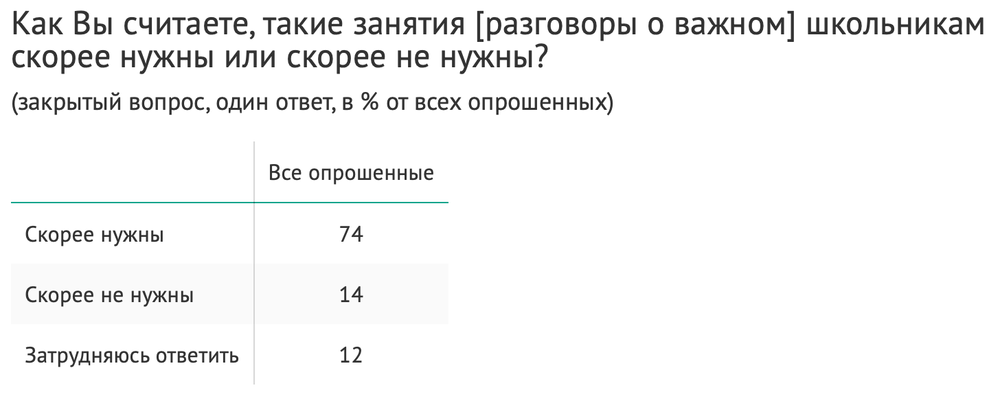 Как Вы считаете, такие занятия [разговоры о важном] школьникам
скорее нужны или скорее не нужны?
(закрытый вопрос, один ответ, в % от всех опрошенных)
Все опрошенные
Скорее нужны 74
Скорее не нужны 14
Затрудняюсь ответить 12